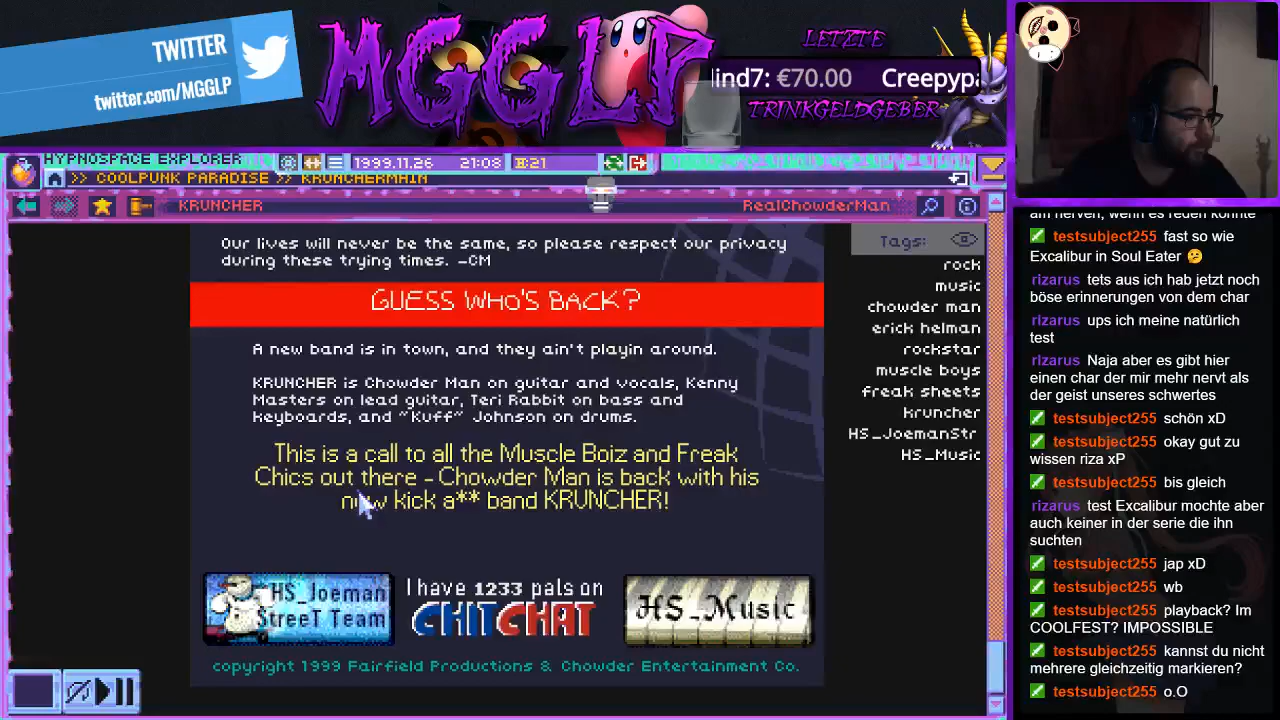 TWITTER
twitter.com/MGGLP
MGGLP
LETZTE
lind7: €70.00 Creepypa
TRINKGELDGEBER
HYPNOSPACE EXPLORER
1999.11.26 21:08
>> COOLPUNK PARADISE >> KRUNCHERMAIN
KRUNCHER
RealChowderMan
Our lives will never be the same, so please respect our privacy
during these trying times. -CM
GUESS WHO'S BACK?
A new band is in town, and they ain't playin around.
KRUNCHER is Chowder Man on guitar and vocals, Kenny
Masters on lead guitar, Teri Rabbit on bass and
keyboards, and ~Kuff~ Johnson on drums.
This is a call to all the Muscle Boiz and Freak
Chics out there - Chowder Man is back with his
kick a** band KRUNCHER!
HS_Joeman
StreeT Team
I have 1233 pals on
CHITCHAT
HS_Music
copyright 1999 Fairfield Productions & Chowder Entertainment Co.
Tags:
rock
music
chowder man
erick helman
rockstar
muscle boys
freak sheets
kruncher
HS_JoemanStr
HS_Music
am nerven, wenn es reden könnte
testsubject255 fast so wie
Excalibur in Soul Eater
rizarus tets aus ich hab jetzt noch
böse erinnerungen von dem char
rizarus ups ich meine natürlich
test
rizarus Naja aber es gibt hier
einen char der mir mehr nervt als
der geist unseres schwertes
testsubject255 schön xD
testsubject255 okay gut zu
wissen riza xP
testsubject255 bis gleich
rizarus test Excalibur mochte aber
auch keiner in der serie die ihn
suchten
testsubject255 jap xD
testsubject255 wb
testsubject255 playback? Im
COOLFEST? IMPOSSIBLE
testsubject255 kannst du nicht
mehrere gleichzeitig markieren?
testsubject255 o.O